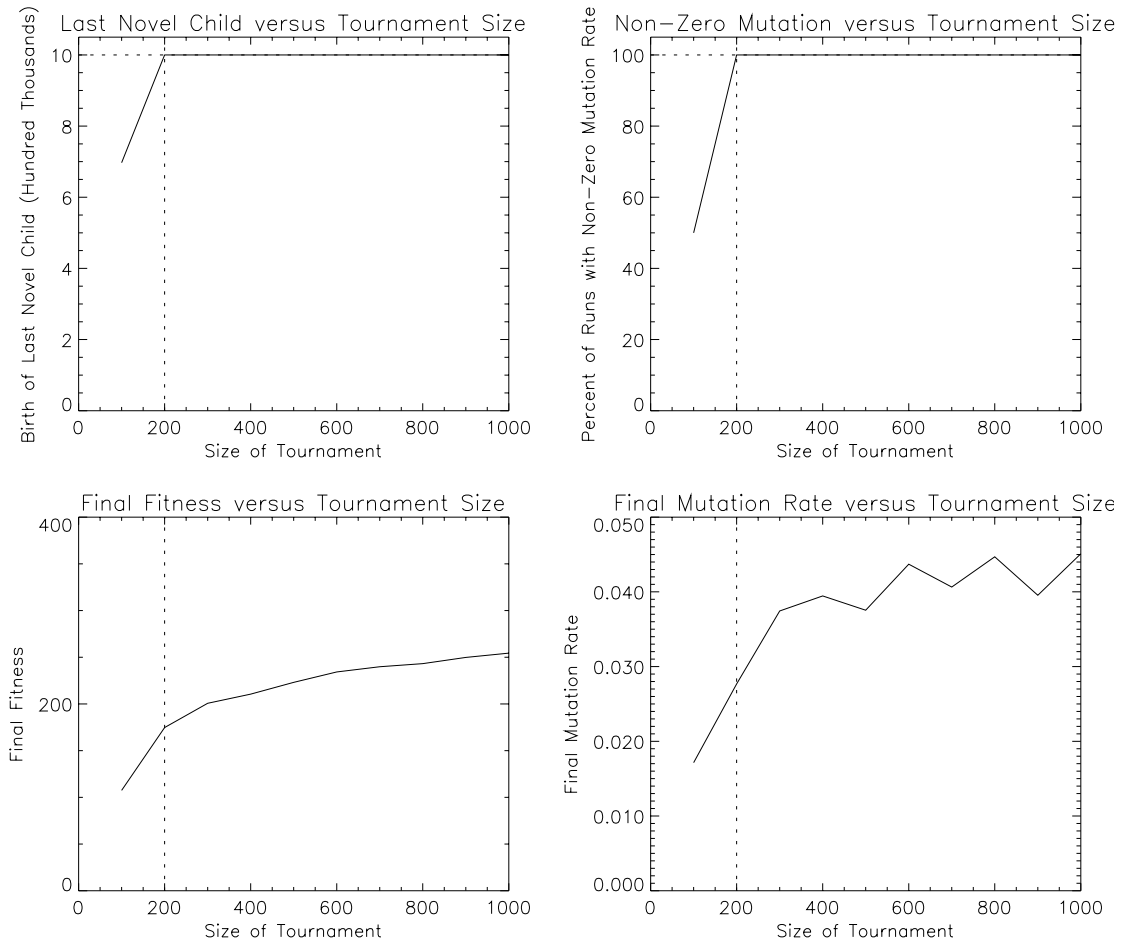 Last Novel Child versus Tournament Size
Birth of Last Novel Child (Hundred Thousands)
10
8
6
4
2
0
0 200 400 600 800 1000
Size of Tournament
Non-Zero Mutation versus Tournament Size
Percent of Runs with Non-Zero Mutation Rate
100
80
60
40
20
0
0 200 400 600 800 1000
Size of Tournament
Final Fitness versus Tournament Size
Final Fitness
400
200
0
0 200 400 600 800 1000
Size of Tournament
Final Mutation Rate versus Tournament Size
Final Mutation Rate
0.050
0.040
0.030
0.020
0.010
0.000
0 200 400 600 800 1000
Size of Tournament